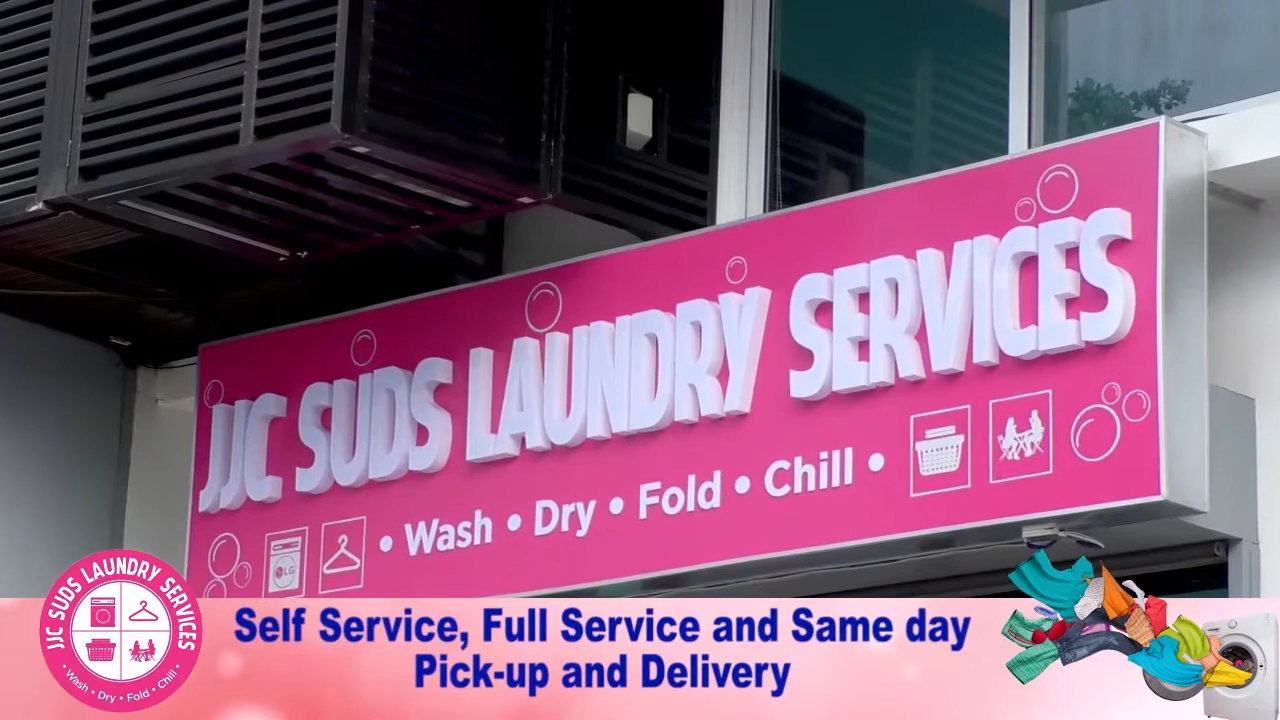 JJC SUDS LAUNDRY SERVICES
• Wash • Dry • Fold • Chill •
LG
JJC SUDS LAUNDRY SERVICES
• Wash • Dry • Fold • Chill •
Self Service, Full Service and Same day
Pick-up and Delivery